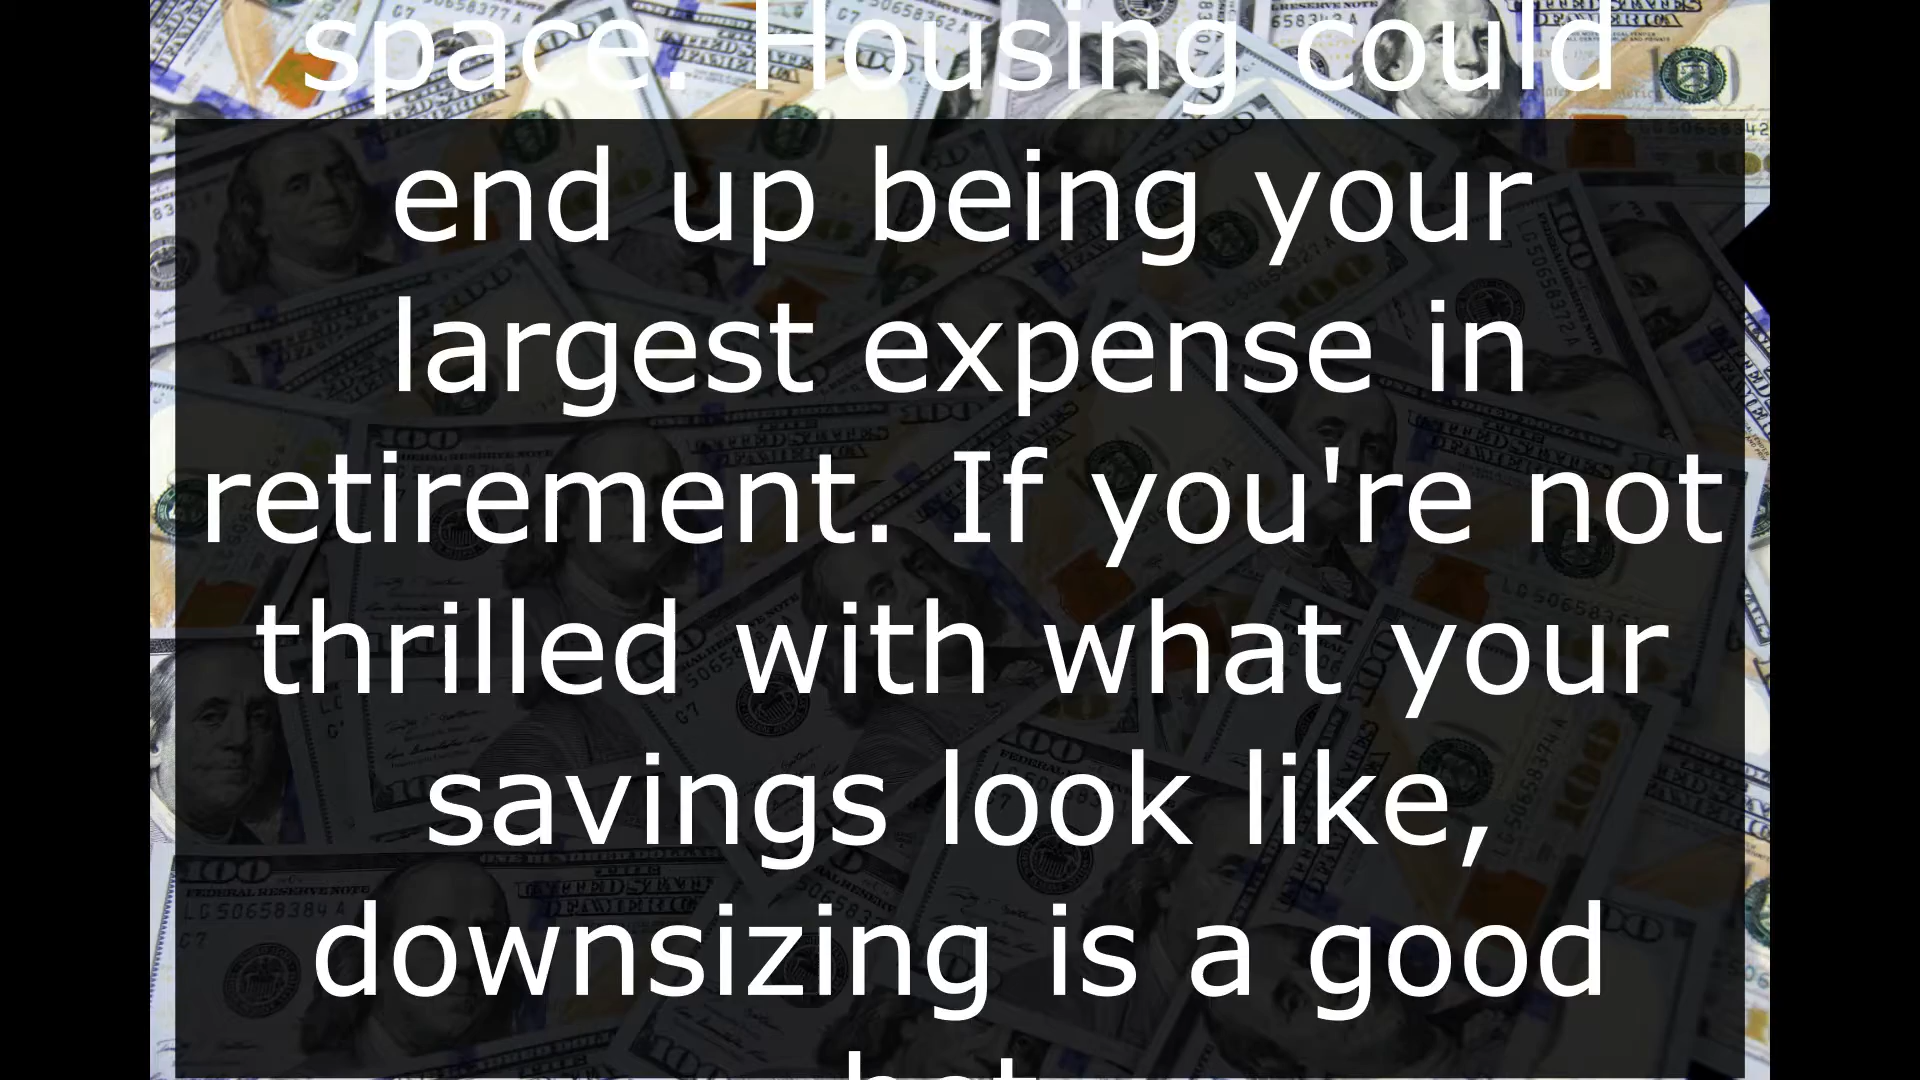 space. Housing could
end up being your
largest expense in
retirement. If you're not
thrilled with what your
savings look like,
downsizing is a good